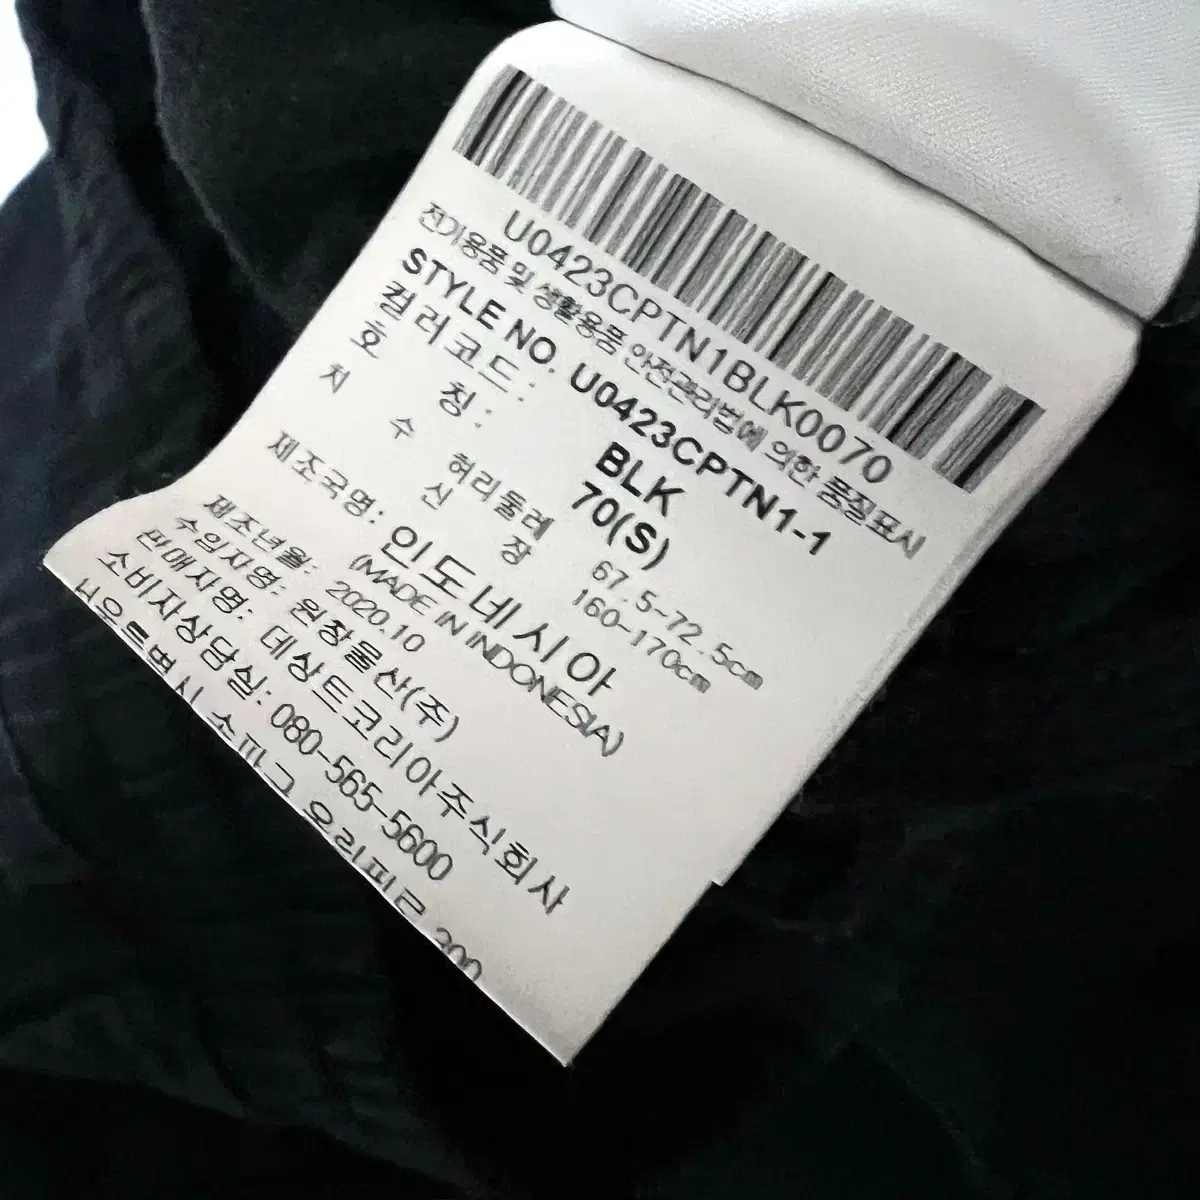 U0423CPTN1BLK0070
전기용품 및 생활용품 안전관리법에 의한 품질표시
STYLE NO. U0423CPTN1-1
컬러코드 : BLK
호 칭 : 70(S)
치 수 허리둘레 67.5-72.5cm
신 장 160-170cm
제조국명: 인도네시아
(MADE IN INDONESIA)
제조년월: 2020.10
수입자명: 원창물산(주)
판매자명: 데상트코리아주식회사
소비자상담실: 080-565-5600
300